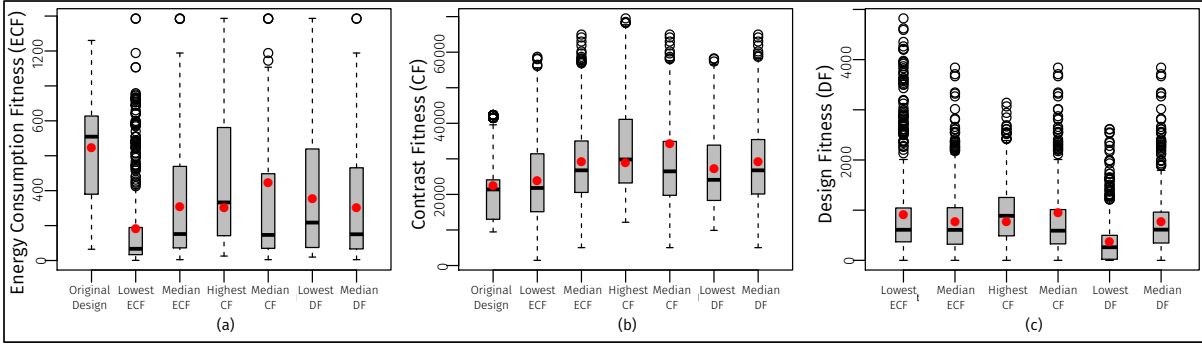 Energy Consumption Fitness (ECF)
0
400
600
1200
Original
Design
Lowest
ECF
Median
ECF
Highest
CF
Median
CF
Lowest
DF
Median
DF
(a)
Contrast Fitness (CF)
0
20000
40000
60000
Original
Design
Lowest
ECF
Median
ECF
Highest
CF
Median
CF
Lowest
DF
Median
DF
(b)
Design Fitness (DF)
0
2000
4000
Lowest
ECF
Median
ECF
Highest
CF
Median
CF
Lowest
DF
Median
DF
(c)